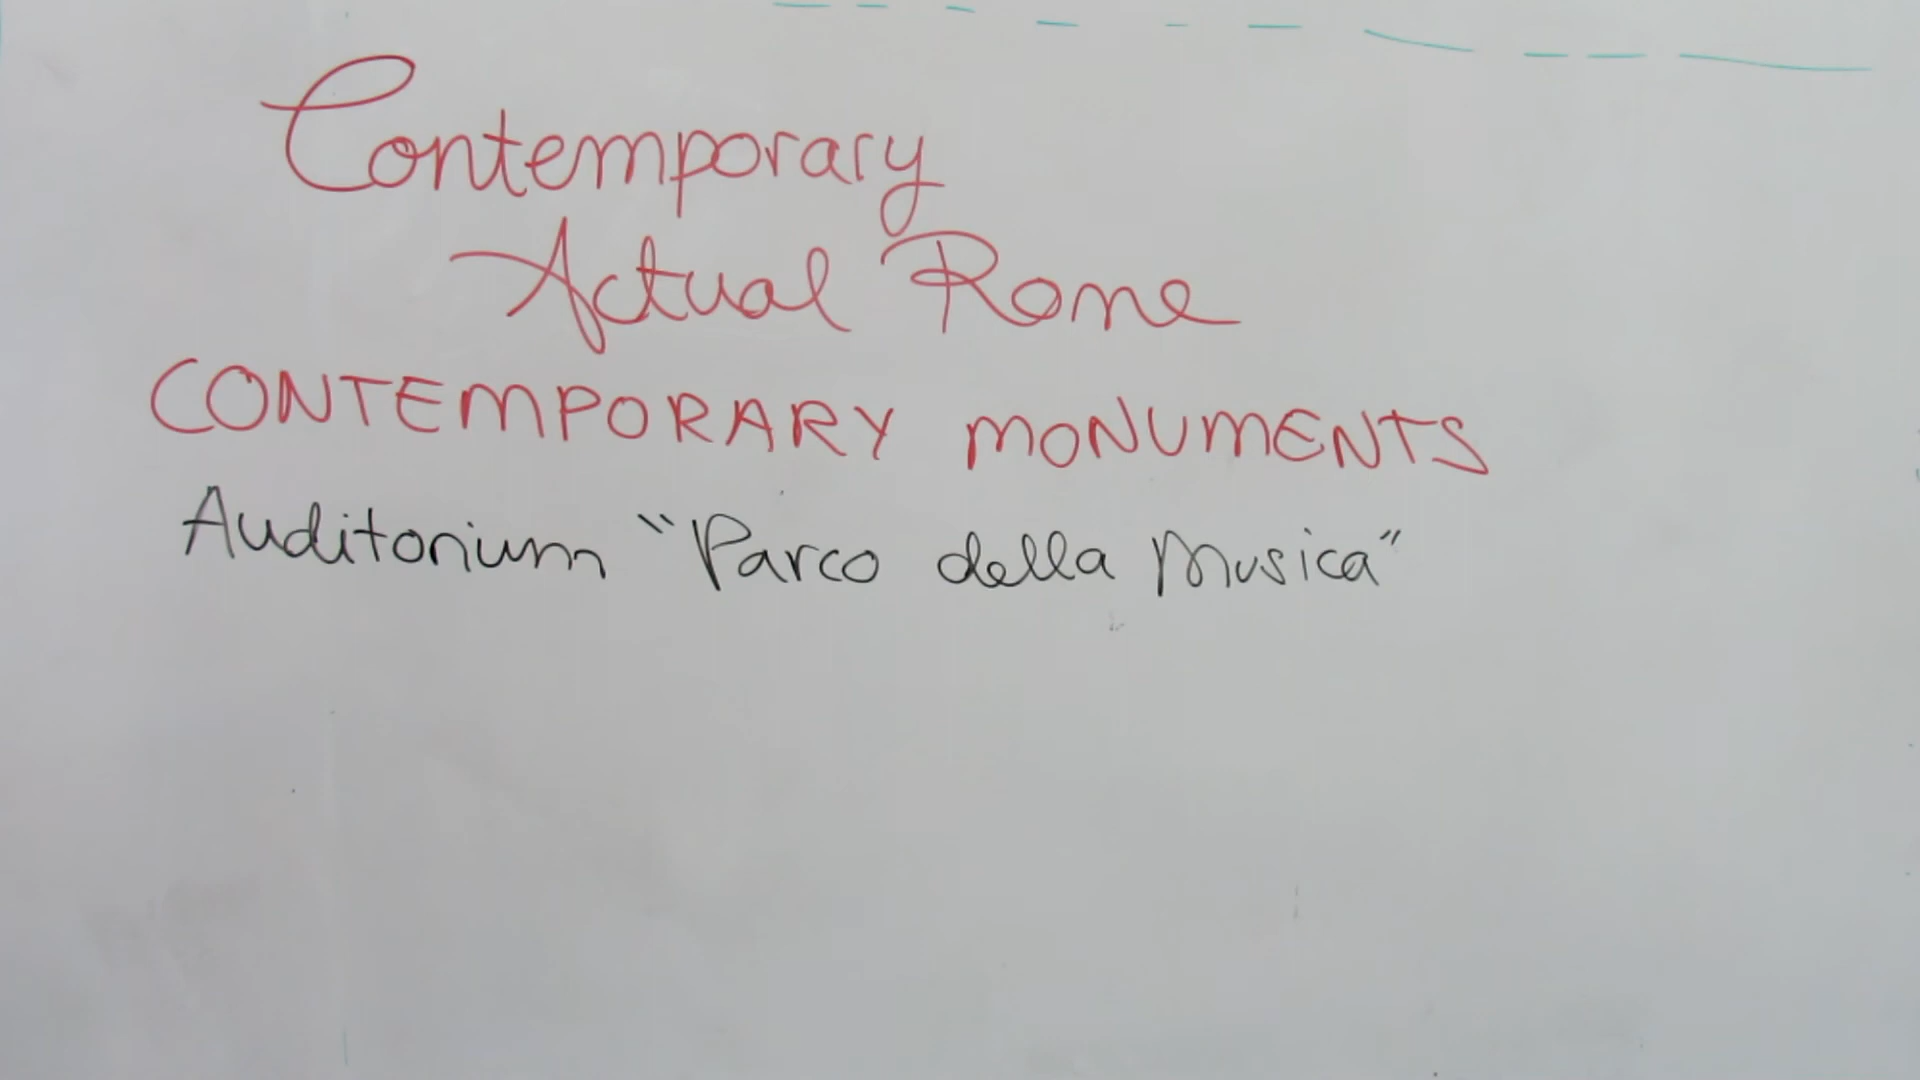 Contemporary
Actual Rome
CONTEMPORARY MONUMENTS
Auditorium "Parco della Musica"